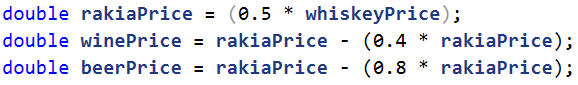 double rakiaPrice = (0.5 * whiskeyPrice);
double winePrice = rakiaPrice - (0.4 * rakiaPrice);
double beerPrice = rakiaPrice - (0.8 * rakiaPrice);